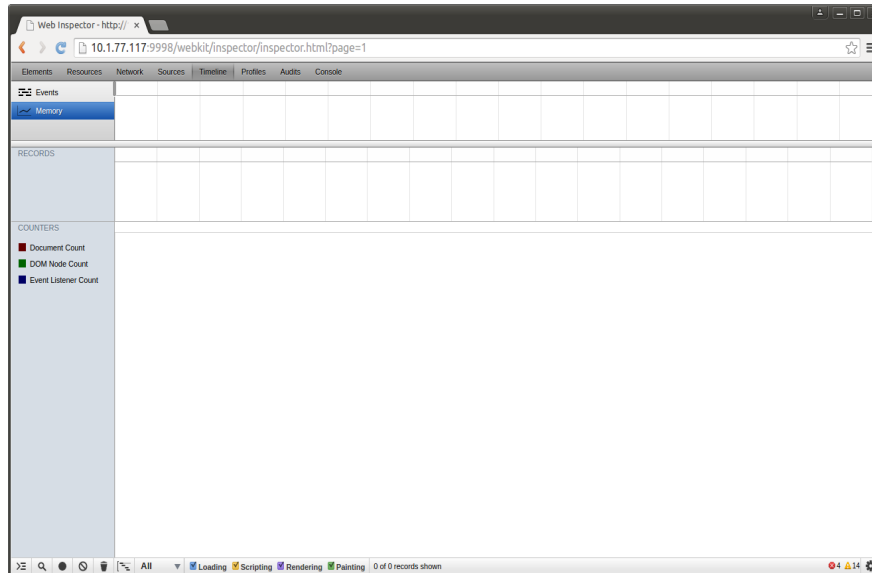 Web Inspector - http://
10.1.77.117:9998/webkit/inspector/inspector.html?page=1
Elements Resources Network Sources Timeline Profiles Audits Console
Events
Memory
RECORDS
COUNTERS
Document Count
DOM Node Count
Event Listener Count
All Loading Scripting Rendering Painting 0 of 0 records shown 4 14